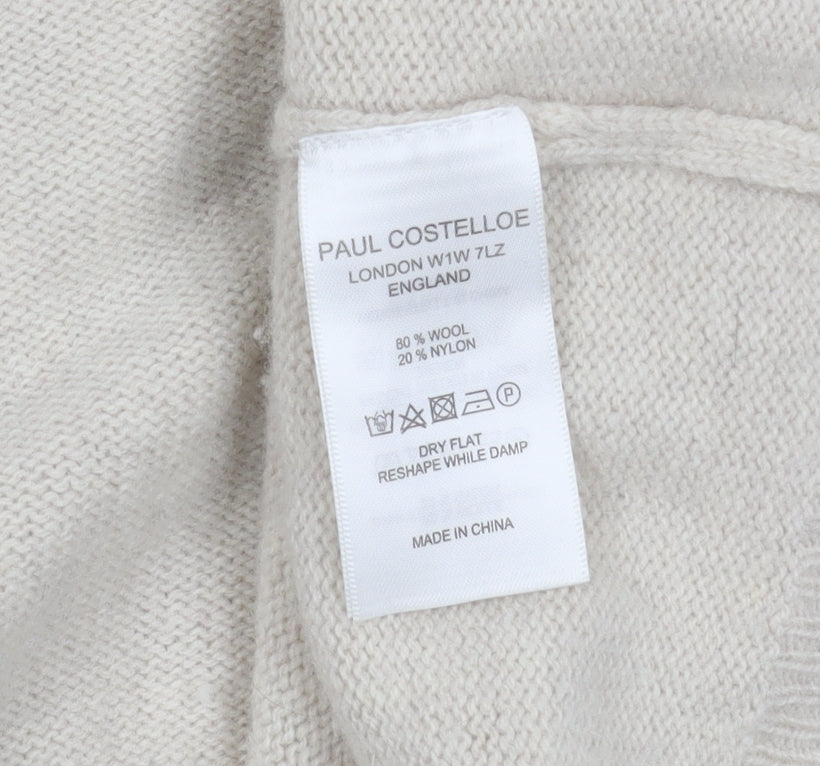 PAUL COSTELLOE
LONDON W1W 7LZ
ENGLAND
80 % WOOL
20 % NYLON
P
DRY FLAT
RESHAPE WHILE DAMP
MADE IN CHINA